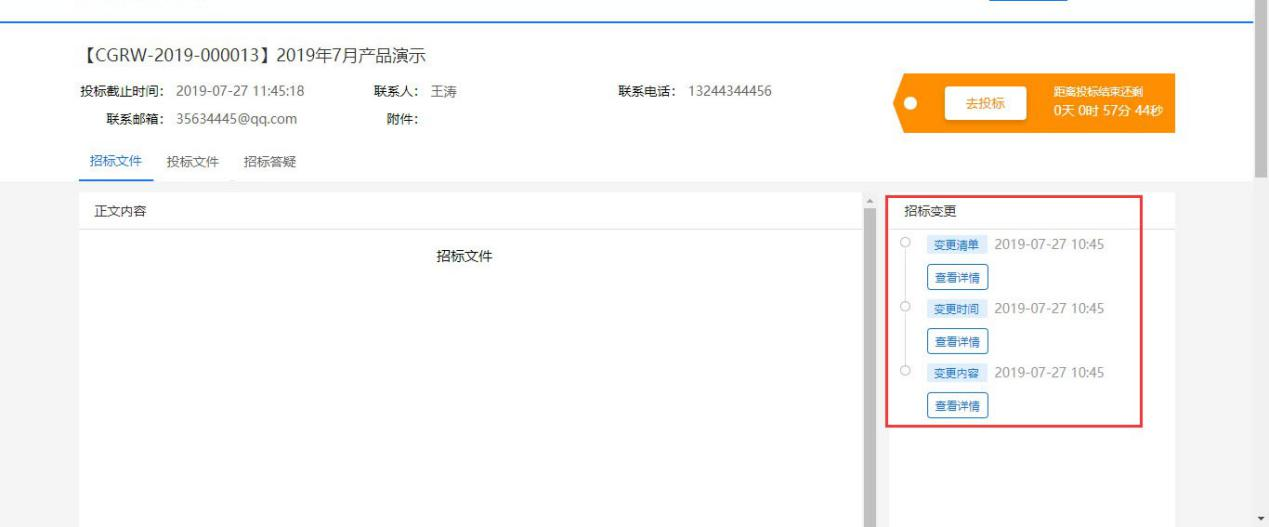 【CGRW-2019-000013】2019年7月产品演示
投标截止时间： 2019-07-27 11:45:18 联系人： 王涛 联系电话： 13244344456
联系邮箱： 35634445@qq.com 附件：
去投标
距离投标结束还剩
0天 0时 57分 44秒
招标文件 投标文件 招标答疑
正文内容
招标文件
招标变更
变更清单 2019-07-27 10:45
查看详情
变更时间 2019-07-27 10:45
查看详情
变更内容 2019-07-27 10:45
查看详情